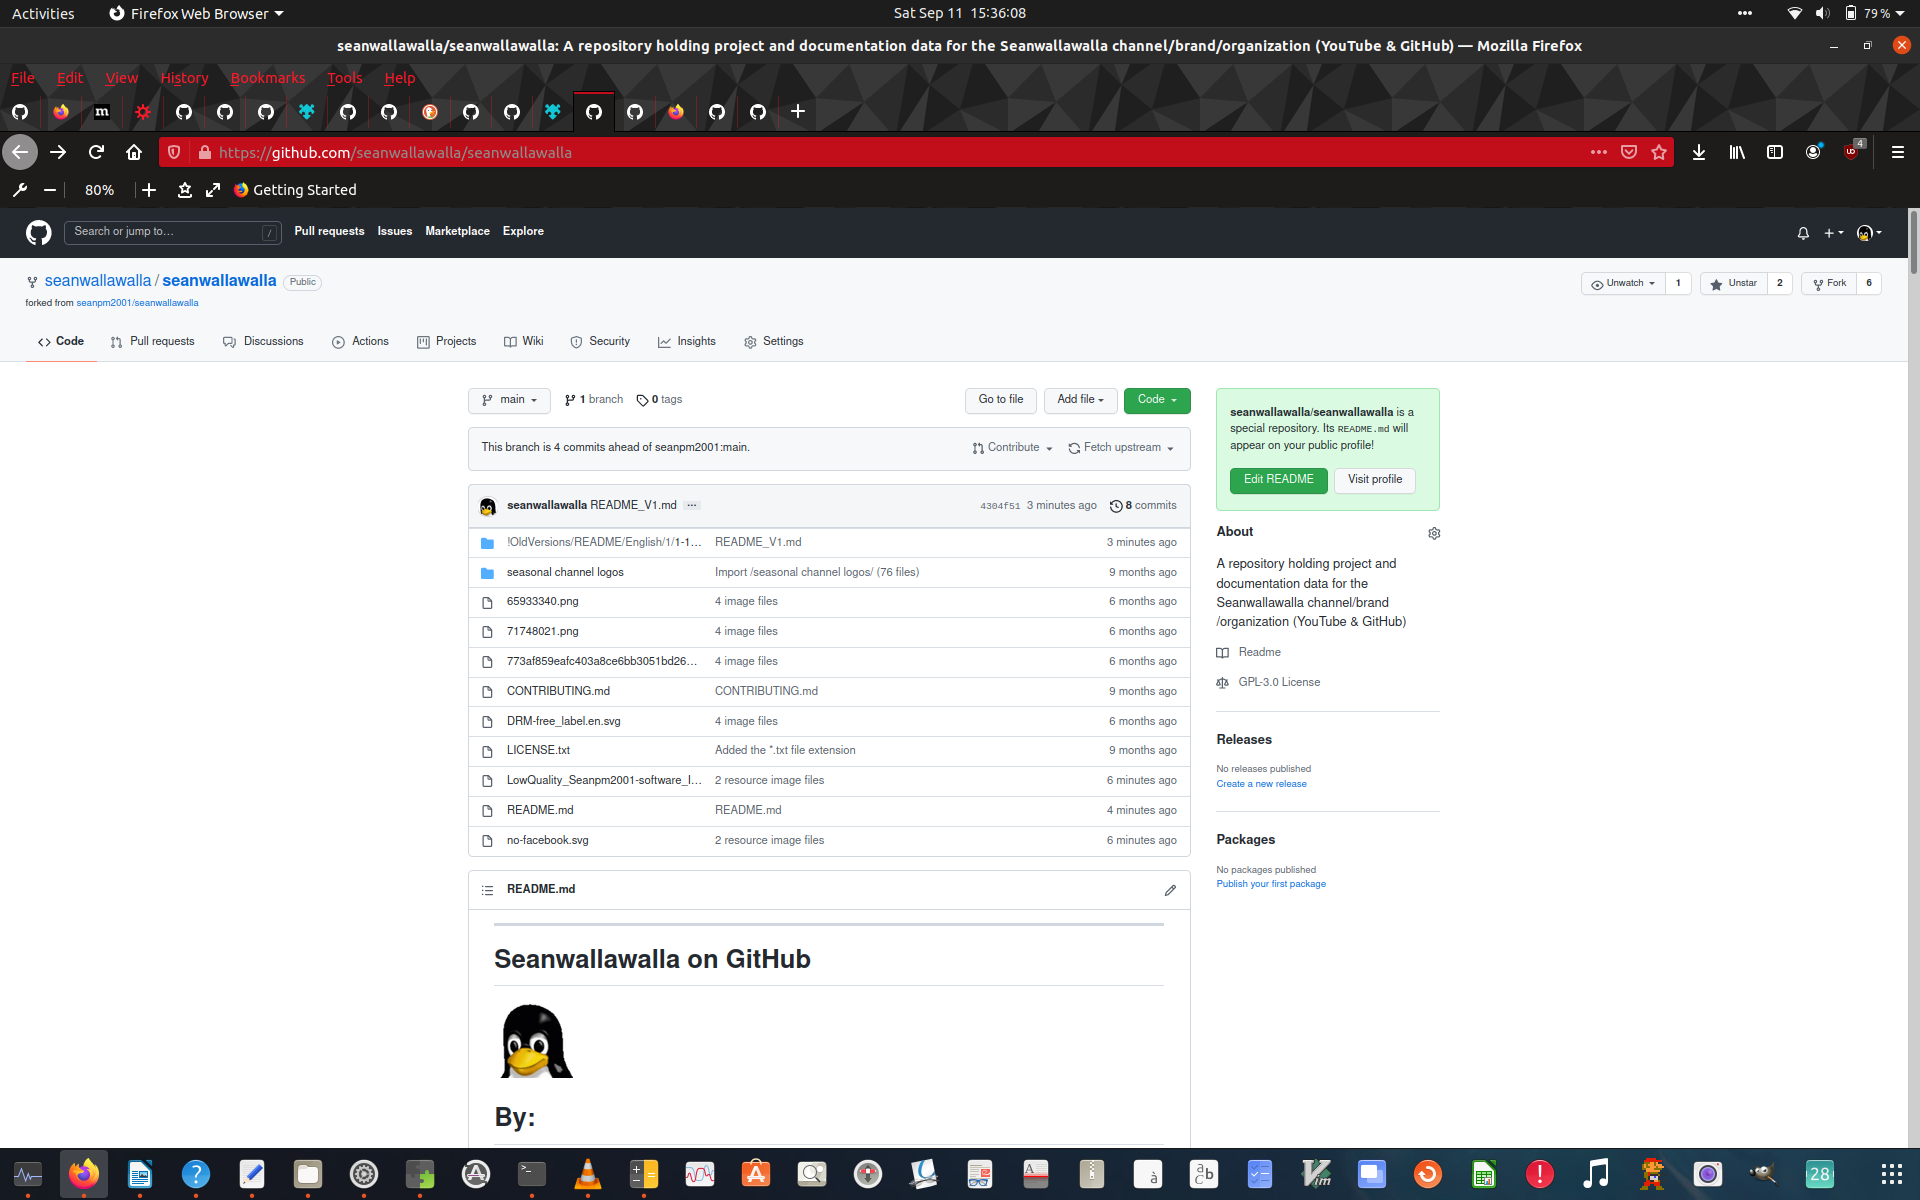 Activities Firefox Web Browser Sat Sep 11 15:36:08 79 %
seanwallawalla/seanwallawalla: A repository holding project and documentation data for the Seanwallawalla channel/brand/organization (YouTube & GitHub) — Mozilla Firefox
File Edit View History Bookmarks Tools Help
https://github.com/seanwallawalla/seanwallawalla 4
80% Getting Started
Search or jump to… / Pull requests Issues Marketplace Explore
seanwallawalla / seanwallawalla Public Unwatch 1 Unstar 2 Fork 6
forked from seanpm2001/seanwallawalla
Code Pull requests Discussions Actions Projects Wiki Security Insights Settings
main 1 branch 0 tags Go to file Add file Code
This branch is 4 commits ahead of seanpm2001:main. Contribute Fetch upstream
seanwallawalla README_V1.md ... 4304f51 3 minutes ago 8 commits
!OldVersions/README/English/1/1-1… README_V1.md 3 minutes ago
seasonal channel logos Import /seasonal channel logos/ (76 files) 9 months ago
65933340.png 4 image files 6 months ago
71748021.png 4 image files 6 months ago
773af859eafc403a8ce6bb3051bd26… 4 image files 6 months ago
CONTRIBUTING.md CONTRIBUTING.md 9 months ago
DRM-free_label.en.svg 4 image files 6 months ago
LICENSE.txt Added the *.txt file extension 9 months ago
LowQuality_Seanpm2001-software_I… 2 resource image files 6 minutes ago
README.md README.md 4 minutes ago
no-facebook.svg 2 resource image files 6 minutes ago
README.md
Seanwallawalla on GitHub
By:
seanwallawalla/seanwallawalla is a
special repository. Its README.md will
appear on your public profile!
Edit README Visit profile
About
A repository holding project and
documentation data for the
Seanwallawalla channel/brand
/organization (YouTube & GitHub)
Readme
GPL-3.0 License
Releases
No releases published
Create a new release
Packages
No packages published
Publish your first package
28